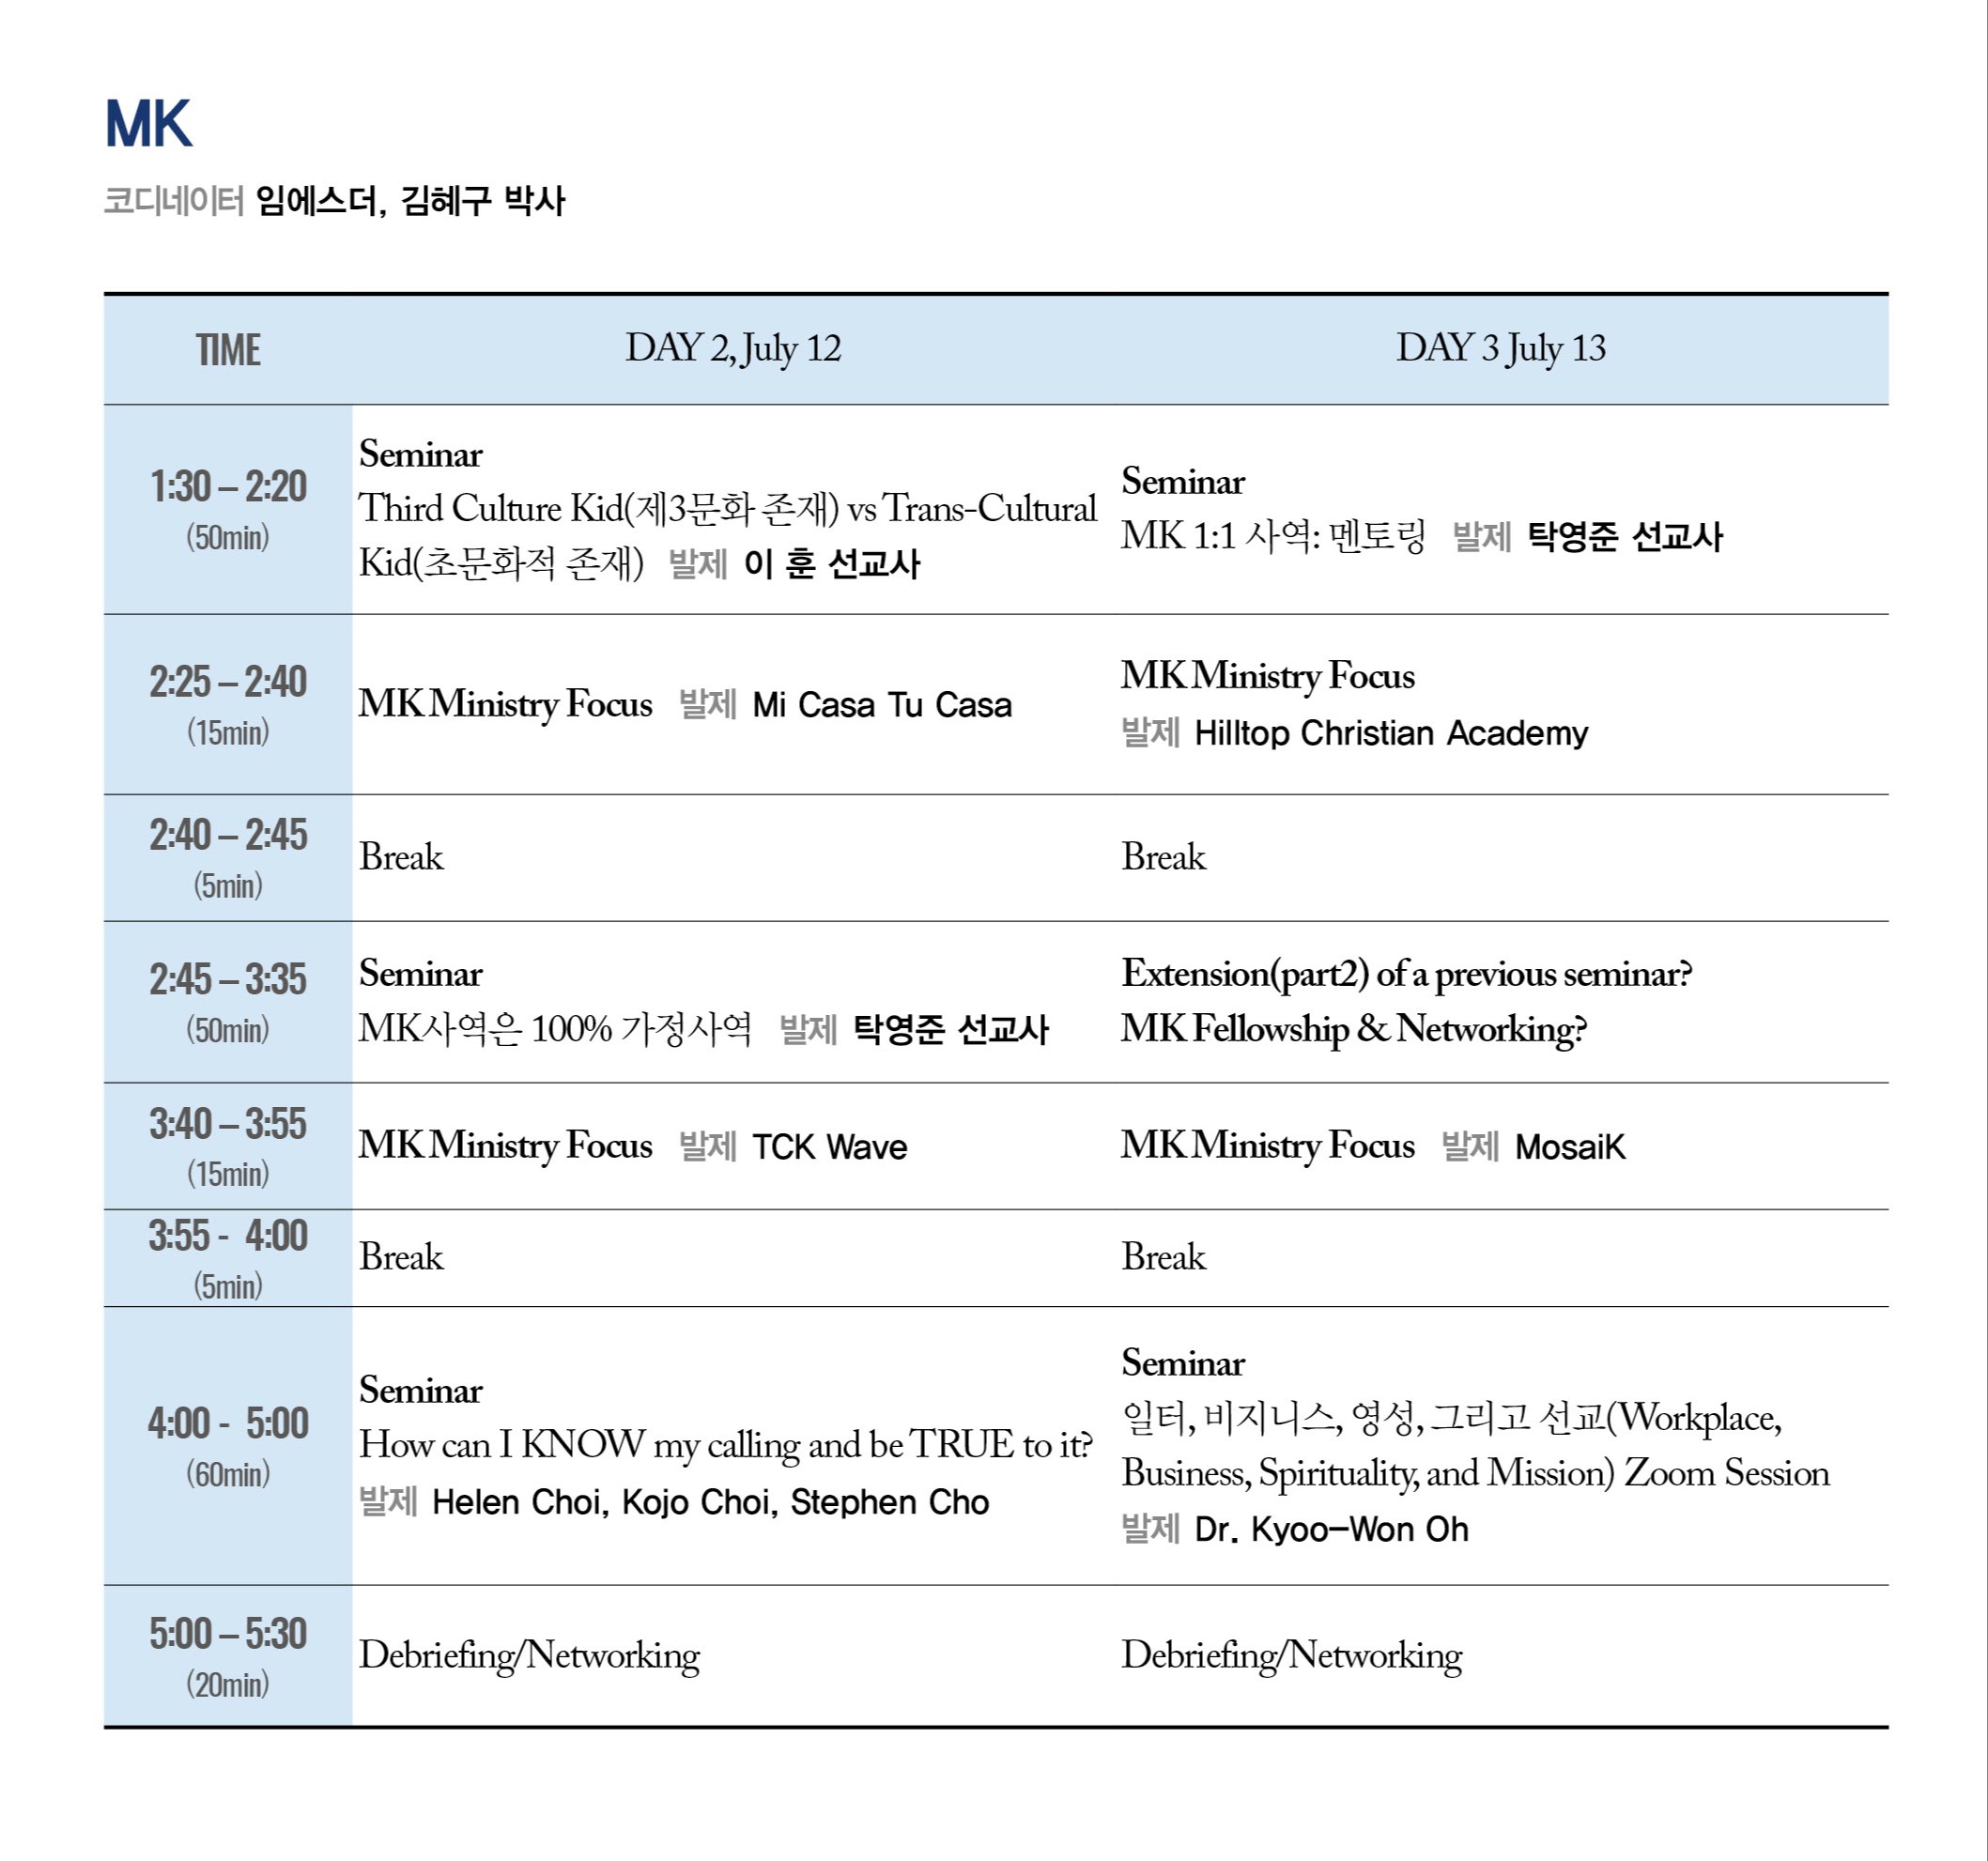 MK
코디네이터 임에스더, 김혜구 박사
TIME DAY 2, July 12 DAY 3 July 13
1:30 – 2:20
(50min)
Seminar
Third Culture Kid(제3문화 존재) vs Trans-Cultural
Kid(초문화적 존재) 발제 이 훈 선교사
Seminar
MK 1:1 사역: 멘토링 발제 탁영준 선교사
2:25 – 2:40
(15min)
MK Ministry Focus 발제 Mi Casa Tu Casa
MK Ministry Focus
발제 Hilltop Christian Academy
2:40 – 2:45
(5min)
Break
Break
2:45 – 3:35
(50min)
Seminar
MK사역은 100% 가정사역 발제 탁영준 선교사
Extension(part2) of a previous seminar?
MK Fellowship & Networking?
3:40 – 3:55
(15min)
MK Ministry Focus 발제 TCK Wave
MK Ministry Focus 발제 MosaiK
3:55 - 4:00
(5min)
Break
Break
4:00 - 5:00
(60min)
Seminar
How can I KNOW my calling and be TRUE to it?
발제 Helen Choi, Kojo Choi, Stephen Cho
Seminar
일터, 비지니스, 영성, 그리고 선교(Workplace,
Business, Spirituality, and Mission) Zoom Session
발제 Dr. Kyoo-Won Oh
5:00 – 5:30
(20min)
Debriefing/Networking
Debriefing/Networking